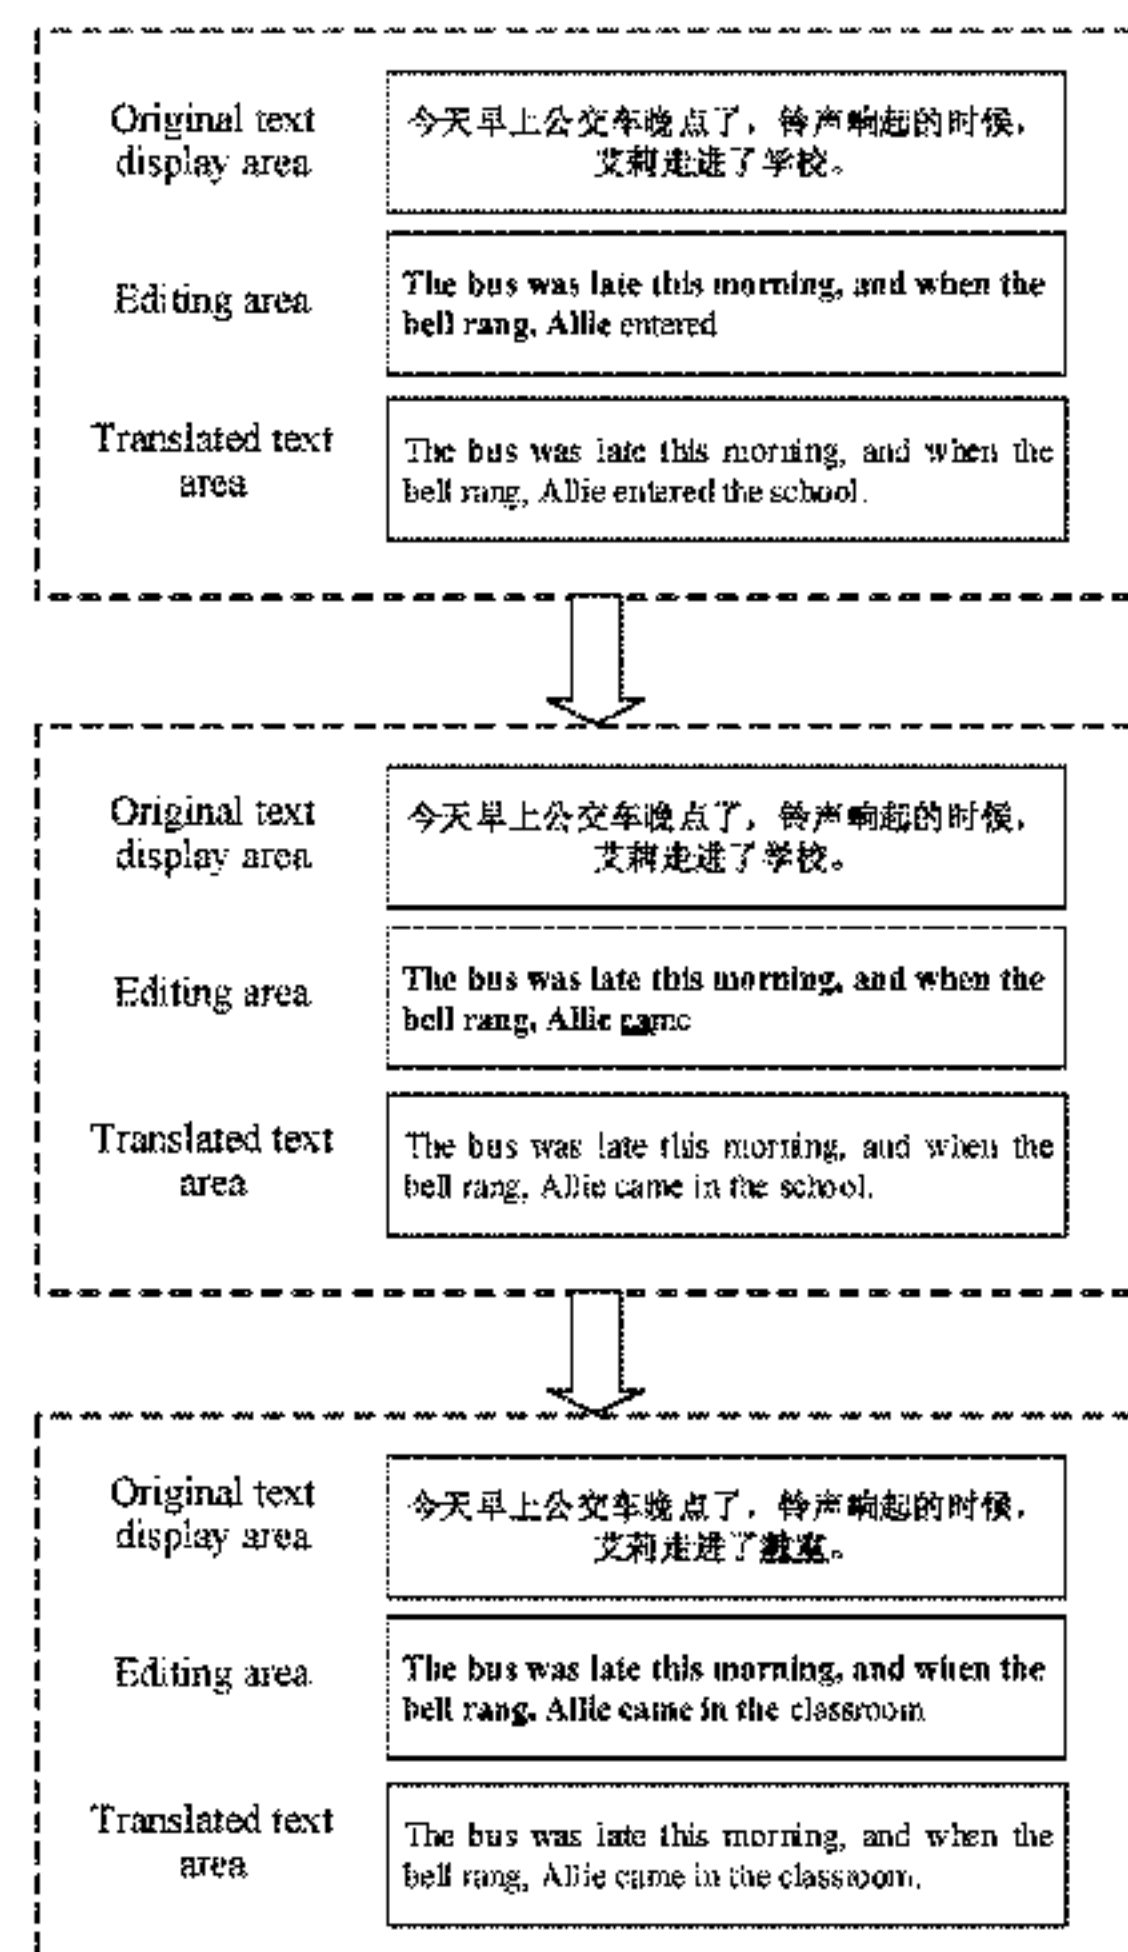 Original text
display area
今天早上公交车晚点了，铃声响起的时候，
艾莉走进了学校。
Editing area
The bus was late this morning, and when the
bell rang, Allie entered
Translated text
area
The bus was late this morning, and when the
bell rang, Allie entered the school.
Original text
display area
今天早上公交车晚点了，铃声响起的时候，
艾莉走进了学校。
Editing area
The bus was late this morning, and when the
bell rang, Allie came
Translated text
area
The bus was late this morning, and when the
bell rang, Allie came in the school.
Original text
display area
今天早上公交车晚点了，铃声响起的时候，
艾莉走进了教室。
Editing area
The bus was late this morning, and when the
bell rang, Allie came in the classroom
Translated text
area
The bus was late this morning, and when the
bell rang, Allie came in the classroom.